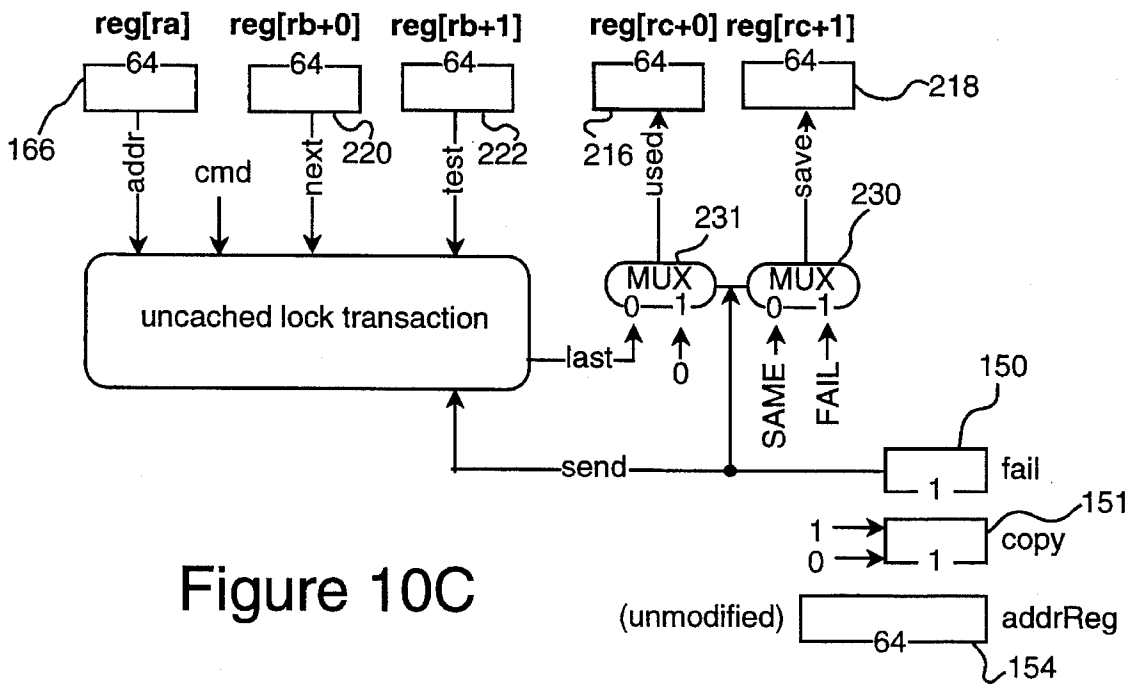 reg[ra] reg[rb+0] reg[rb+1] reg[rc+0] reg[rc+1]
64 64 64 64 64
166 220 222 216 218
addr cmd next test used save
231 230
MUX MUX
0 1 0 1
uncached lock transaction
last 0 SAME FAIL
150
send fail
1
151
1 copy
0 1
Figure 10C
(unmodified) addrReg
64
154